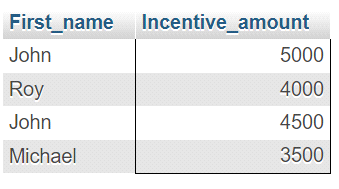 First_name Incentive_amount
John 5000
Roy 4000
John 4500
Michael 3500